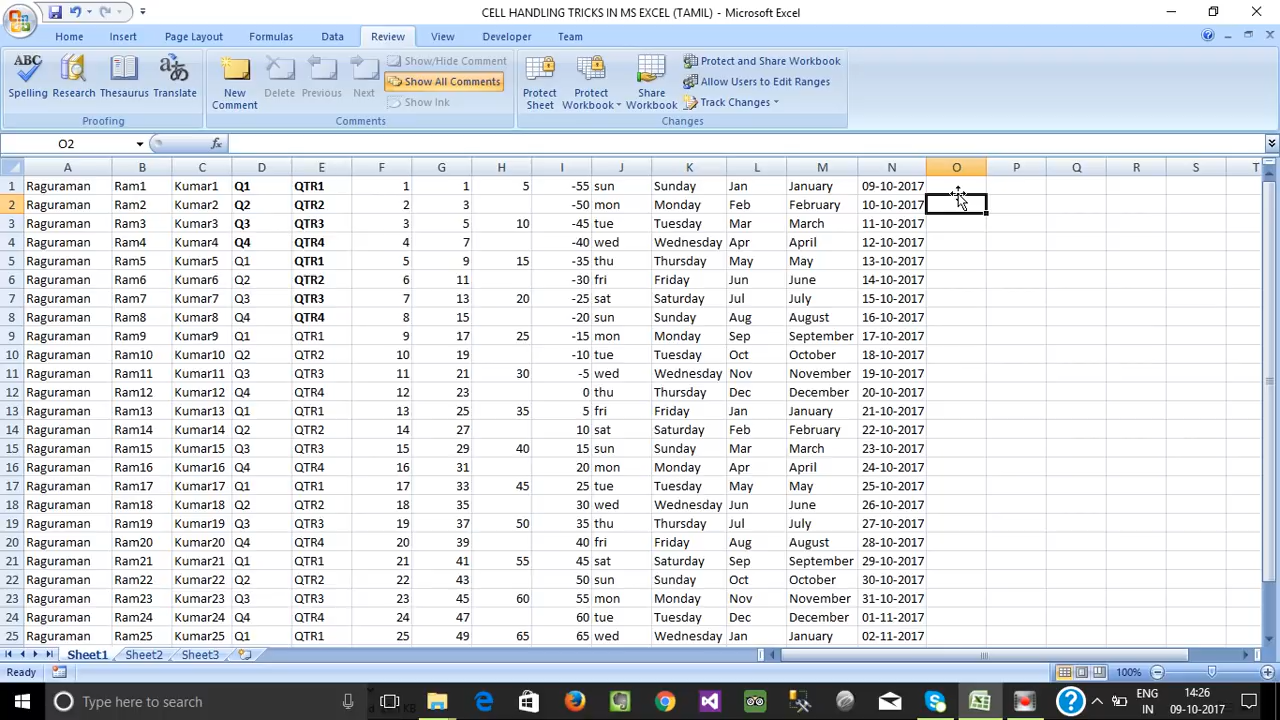 CELL HANDLING TRICKS IN MS EXCEL (TAMIL) - Microsoft Excel
Home Insert Page Layout Formulas Data Review View Developer Team
ABC
Spelling Research Thesaurus Translate
Proofing
New Comment Delete Previous Next
Show/Hide Comment
Show All Comments
Show Ink
Comments
Protect Sheet Protect Workbook Share Workbook
Protect and Share Workbook
Allow Users to Edit Ranges
Track Changes
Changes
O2 fx
A B C D E F G H I J K L M N O P Q R S T
1 Raguraman Ram1 Kumar1 Q1 QTR1 1 1 5 -55 sun Sunday Jan January 09-10-2017
2 Raguraman Ram2 Kumar2 Q2 QTR2 2 3 -50 mon Monday Feb February 10-10-2017
3 Raguraman Ram3 Kumar3 Q3 QTR3 3 5 10 -45 tue Tuesday Mar March 11-10-2017
4 Raguraman Ram4 Kumar4 Q4 QTR4 4 7 -40 wed Wednesday Apr April 12-10-2017
5 Raguraman Ram5 Kumar5 Q1 QTR1 5 9 15 -35 thu Thursday May May 13-10-2017
6 Raguraman Ram6 Kumar6 Q2 QTR2 6 11 -30 fri Friday Jun June 14-10-2017
7 Raguraman Ram7 Kumar7 Q3 QTR3 7 13 20 -25 sat Saturday Jul July 15-10-2017
8 Raguraman Ram8 Kumar8 Q4 QTR4 8 15 -20 sun Sunday Aug August 16-10-2017
9 Raguraman Ram9 Kumar9 Q1 QTR1 9 17 25 -15 mon Monday Sep September 17-10-2017
10 Raguraman Ram10 Kumar10 Q2 QTR2 10 19 -10 tue Tuesday Oct October 18-10-2017
11 Raguraman Ram11 Kumar11 Q3 QTR3 11 21 30 -5 wed Wednesday Nov November 19-10-2017
12 Raguraman Ram12 Kumar12 Q4 QTR4 12 23 0 thu Thursday Dec December 20-10-2017
13 Raguraman Ram13 Kumar13 Q1 QTR1 13 25 35 5 fri Friday Jan January 21-10-2017
14 Raguraman Ram14 Kumar14 Q2 QTR2 14 27 10 sat Saturday Feb February 22-10-2017
15 Raguraman Ram15 Kumar15 Q3 QTR3 15 29 40 15 sun Sunday Mar March 23-10-2017
16 Raguraman Ram16 Kumar16 Q4 QTR4 16 31 20 mon Monday Apr April 24-10-2017
17 Raguraman Ram17 Kumar17 Q1 QTR1 17 33 45 25 tue Tuesday May May 25-10-2017
18 Raguraman Ram18 Kumar18 Q2 QTR2 18 35 30 wed Wednesday Jun June 26-10-2017
19 Raguraman Ram19 Kumar19 Q3 QTR3 19 37 50 35 thu Thursday Jul July 27-10-2017
20 Raguraman Ram20 Kumar20 Q4 QTR4 20 39 40 fri Friday Aug August 28-10-2017
21 Raguraman Ram21 Kumar21 Q1 QTR1 21 41 55 45 sat Saturday Sep September 29-10-2017
22 Raguraman Ram22 Kumar22 Q2 QTR2 22 43 50 sun Sunday Oct October 30-10-2017
23 Raguraman Ram23 Kumar23 Q3 QTR3 23 45 60 55 mon Monday Nov November 31-10-2017
24 Raguraman Ram24 Kumar24 Q4 QTR4 24 47 60 tue Tuesday Dec December 01-11-2017
25 Raguraman Ram25 Kumar25 Q1 QTR1 25 49 65 65 wed Wednesday Jan January 02-11-2017
Sheet1 Sheet2 Sheet3
Ready 100%
Type here to search ENG 14:26
IN 09-10-2017